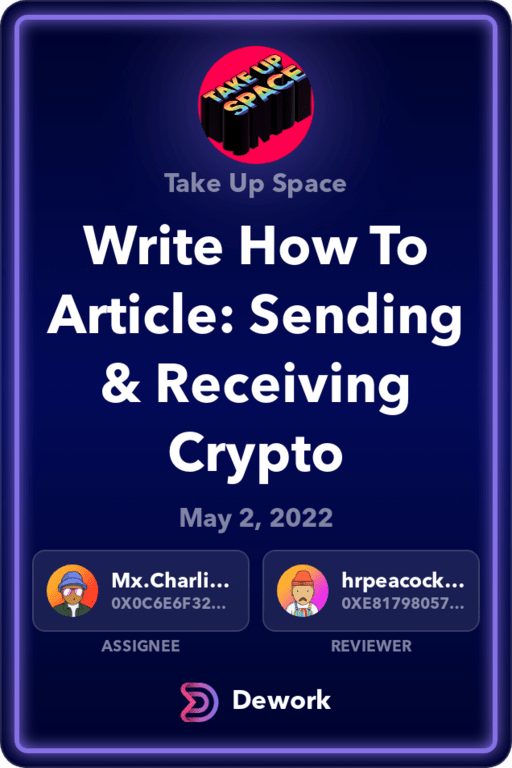 TAKE UP
SPACE
Take Up Space
Write How To
Article: Sending
& Receiving
Crypto
May 2, 2022
Mx.Charli...
0X0C6E6F32...
hrpeacock...
0XE81798057...
ASSIGNEE
REVIEWER
Dework